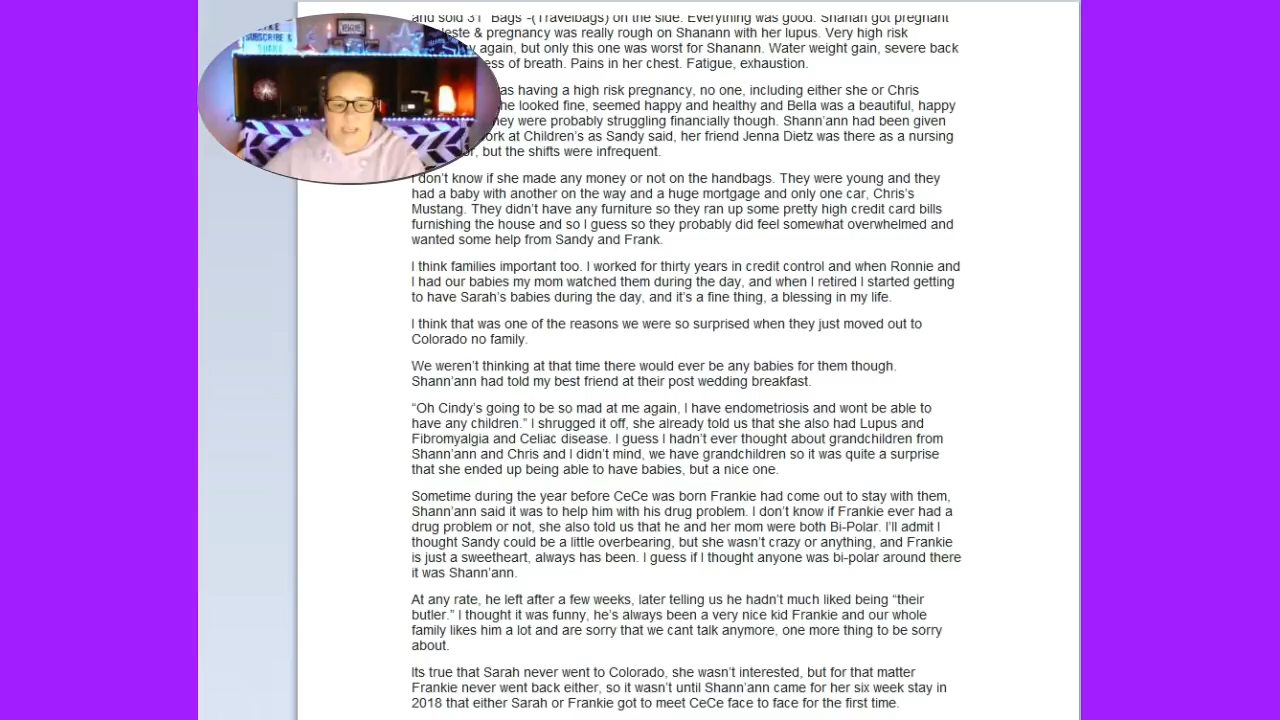 SUBSCRIBE &
and sold 31 Bags -(Travelbags) on the side. Everything was good. Shanan got pregnant
leste & pregnancy was really rough on Shanann with her lupus. Very high risk
y again, but only this one was worst for Shanann. Water weight gain, severe back
ess of breath. Pains in her chest. Fatigue, exhaustion.
as having a high risk pregnancy, no one, including either she or Chris
he looked fine, seemed happy and healthy and Bella was a beautiful, happy
hey were probably struggling financially though. Shann’ann had been given
ork at Children’s as Sandy said, her friend Jenna Dietz was there as a nursing
or, but the shifts were infrequent.
I don’t know if she made any money or not on the handbags. They were young and they
had a baby with another on the way and a huge mortgage and only one car, Chris’s
Mustang. They didn’t have any furniture so they ran up some pretty high credit card bills
furnishing the house and so I guess so they probably did feel somewhat overwhelmed and
wanted some help from Sandy and Frank.
I think families important too. I worked for thirty years in credit control and when Ronnie and
I had our babies my mom watched them during the day, and when I retired I started getting
to have Sarah’s babies during the day, and it’s a fine thing, a blessing in my life.
I think that was one of the reasons we were so surprised when they just moved out to
Colorado no family.
We weren’t thinking at that time there would ever be any babies for them though.
Shann’ann had told my best friend at their post wedding breakfast.
“Oh Cindy’s going to be so mad at me again, I have endometriosis and wont be able to
have any children.” I shrugged it off, she already told us that she also had Lupus and
Fibromyalgia and Celiac disease. I guess I hadn’t ever thought about grandchildren from
Shann’ann and Chris and I didn’t mind, we have grandchildren so it was quite a surprise
that she ended up being able to have babies, but a nice one.
Sometime during the year before CeCe was born Frankie had come out to stay with them,
Shann’ann said it was to help him with his drug problem. I don’t know if Frankie ever had a
drug problem or not, she also told us that he and her mom were both Bi-Polar. I’ll admit I
thought Sandy could be a little overbearing, but she wasn’t crazy or anything, and Frankie
is just a sweetheart, always has been. I guess if I thought anyone was bi-polar around there
it was Shann’ann.
At any rate, he left after a few weeks, later telling us he hadn’t much liked being “their
butler.” I thought it was funny, he’s always been a very nice kid Frankie and our whole
family likes him a lot and are sorry that we cant talk anymore, one more thing to be sorry
about.
Its true that Sarah never went to Colorado, she wasn’t interested, but for that matter
Frankie never went back either, so it wasn’t until Shann’ann came for her six week stay in
2018 that either Sarah or Frankie got to meet CeCe face to face for the first time.